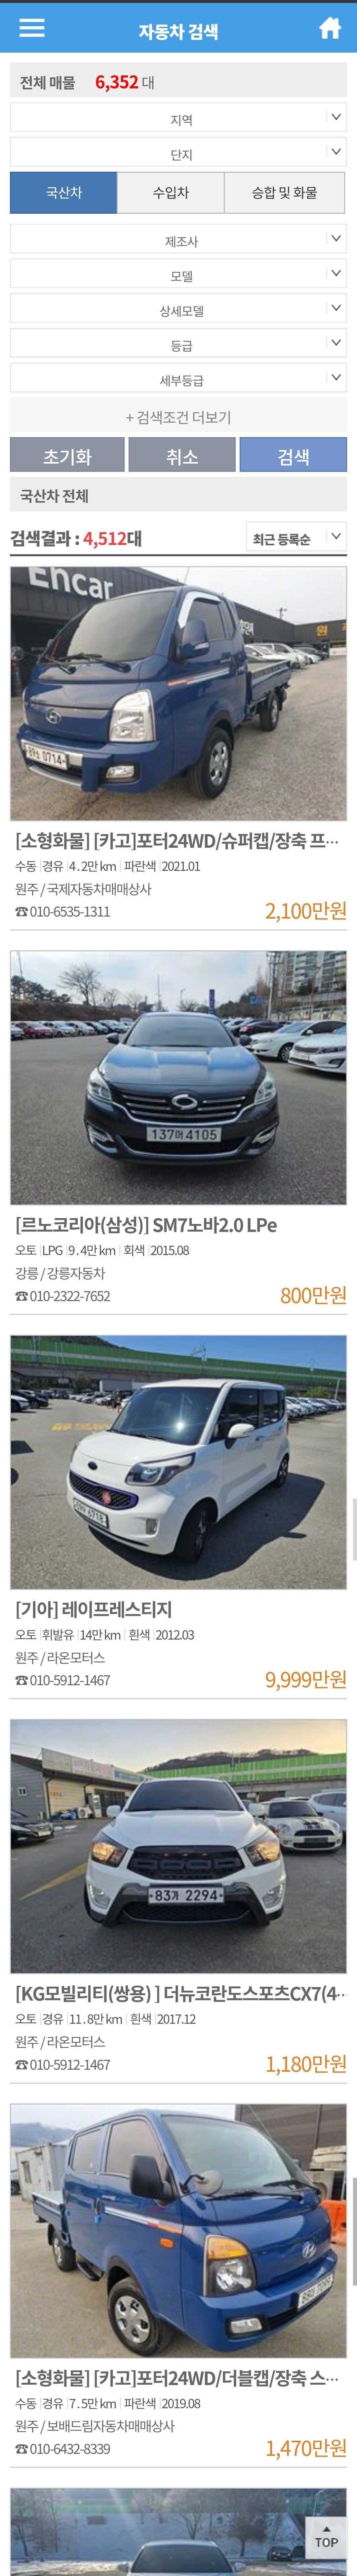 자동차 검색
전체 매물 6,352 대
지역
단지
국산차 수입차 승합 및 화물
제조사
모델
상세모델
등급
세부등급
+ 검색조건 더보기
초기화 취소 검색
국산차 전체
검색결과 : 4,512대 최근 등록순
Encar
0714
[소형화물] [카고]포터24WD/슈퍼캡/장축 프…
수동 경유 4.2만 km 파란색 2021.01
원주 / 국제자동차매매상사
☎ 010-6535-1311 2,100만원
137머 4105
[르노코리아(삼성)] SM7노바2.0 LPe
오토 LPG 9.4만 km 회색 2015.08
강릉 / 강릉자동차
☎ 010-2322-7652 800만원
[기아] 레이프레스티지
오토 휘발유 14만 km 흰색 2012.03
원주 / 라온모터스
☎ 010-5912-1467 9,999만원
83가 2294
[KG모빌리티(쌍용) ] 더뉴코란도스포츠CX7(4…
오토 경유 11.8만 km 흰색 2017.12
원주 / 라온모터스
☎ 010-5912-1467 1,180만원
[소형화물] [카고]포터24WD/더블캡/장축 스…
수동 경유 7.5만 km 파란색 2019.08
원주 / 보배드림자동차매매상사
☎ 010-6432-8339 1,470만원
TOP